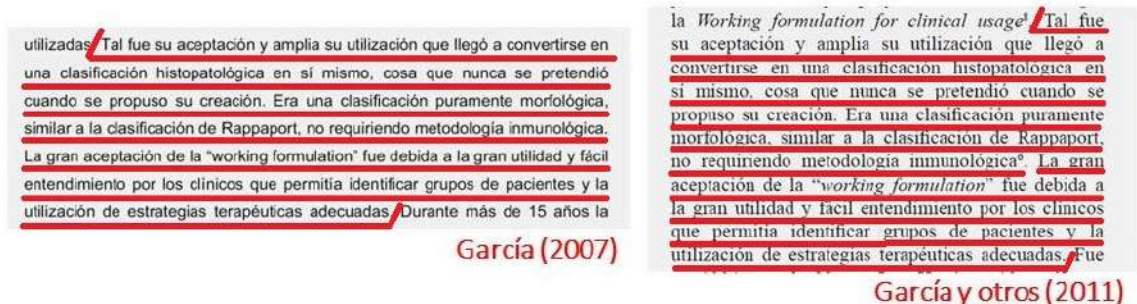 utilizadas. Tal fue su aceptación y amplia su utilización que llegó a convertirse en
una clasificación histopatológica en sí mismo, cosa que nunca se pretendió
cuando se propuso su creación. Era una clasificación puramente morfológica,
similar a la clasificación de Rappaport, no requiriendo metodología inmunológica.
La gran aceptación de la “working formulation” fue debida a la gran utilidad y fácil
entendimiento por los clínicos que permitía identificar grupos de pacientes y la
utilización de estrategias terapéuticas adecuadas. Durante más de 15 años la
García (2007)
la Working formulation for clinical usage. Tal fue
su aceptación y amplia su utilización que llegó a
convertirse en una clasificación histopatológica en
sí mismo, cosa que nunca se pretendió cuando se
propuso su creación. Era una clasificación puramente
morfológica, similar a la clasificación de Rappaport,
no requiriendo metodología inmunológica. La gran
aceptación de la “working formulation” fue debida a
la gran utilidad y fácil entendimiento por los clínicos
que permitía identificar grupos de pacientes y la
utilización de estrategias terapéuticas adecuadas. Fue
García y otros (2011)